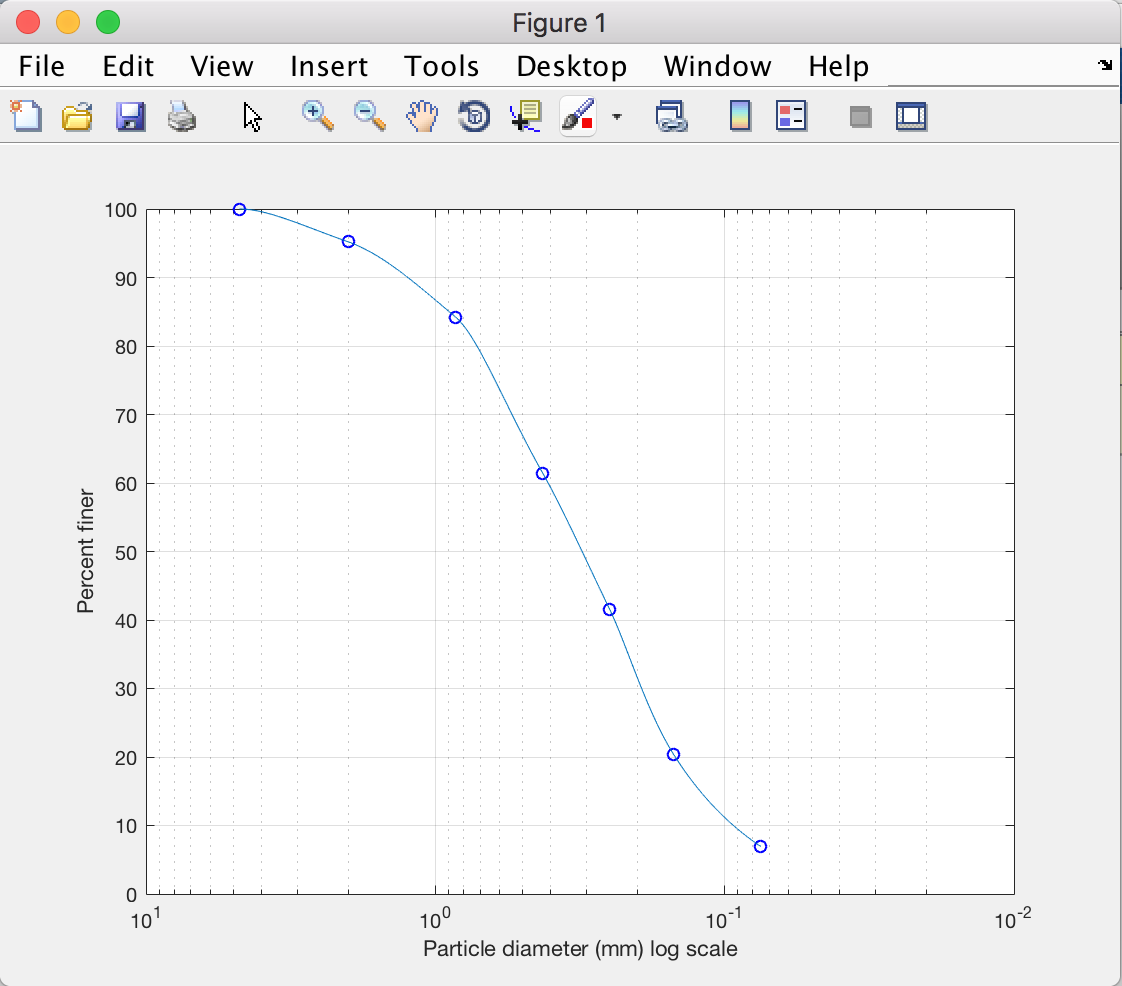 Figure 1
File Edit View Insert Tools Desktop Window Help
100
90
80
70
60
50
40
30
20
10
0
Percent finer
10^1 10^0 10^-1 10^-2
Particle diameter (mm) log scale